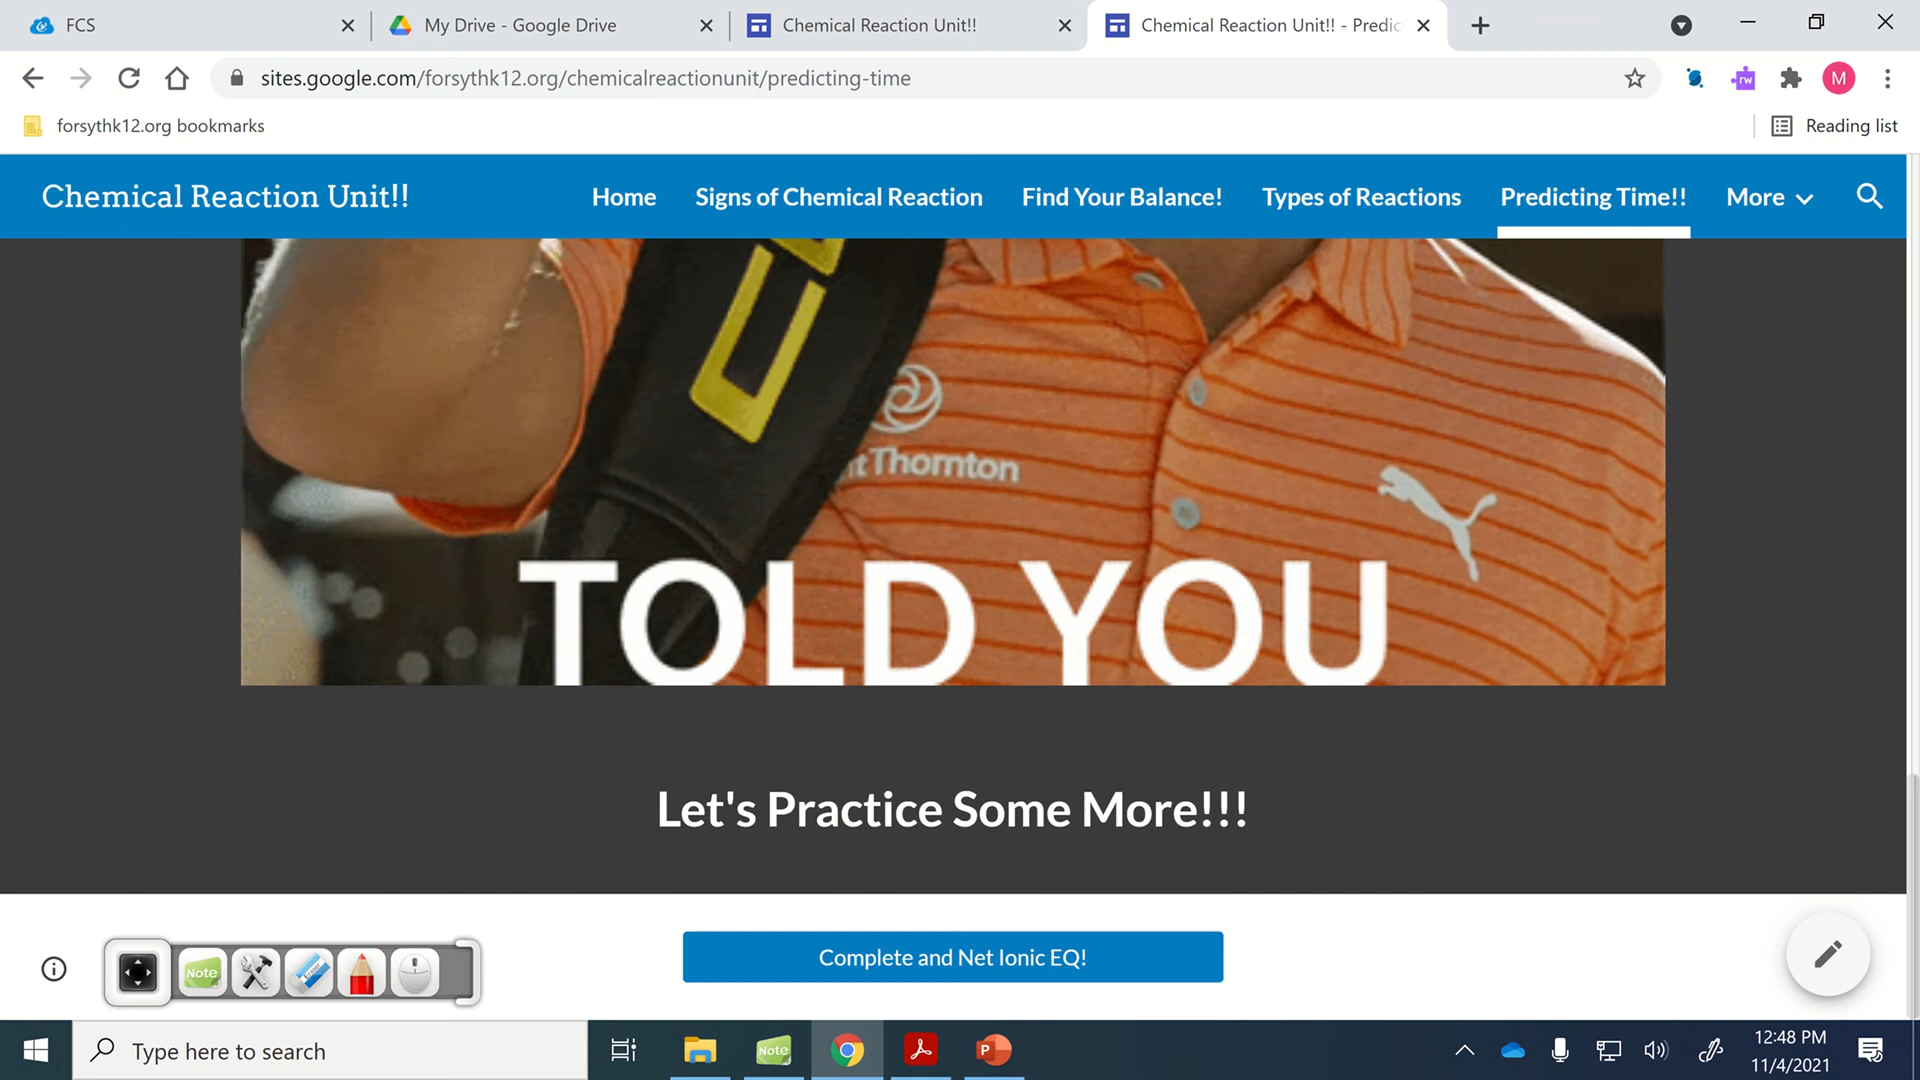 FCS
My Drive - Google Drive
Chemical Reaction Unit!!
Chemical Reaction Unit!! - Predic
sites.google.com/forsythk12.org/chemicalreactionunit/predicting-time
rw
M
forsythk12.org bookmarks
Reading list
Chemical Reaction Unit!!
Home
Signs of Chemical Reaction
Find Your Balance!
Types of Reactions
Predicting Time!!
More
Thornton
TOLD YOU
Let's Practice Some More!!!
Complete and Net Ionic EQ!
Note
Type here to search
Note
P
12:48 PM
11/4/2021